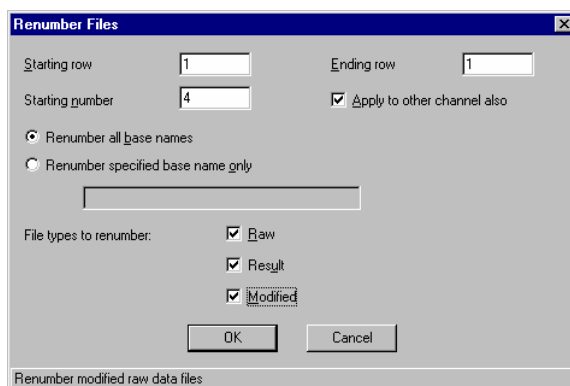 Renumber Files
Starting row 1 Ending row 1
Starting number 4 Apply to other channel also
Renumber all base names
Renumber specified base name only
File types to renumber: Raw
Result
Modified
OK Cancel
Renumber modified raw data files